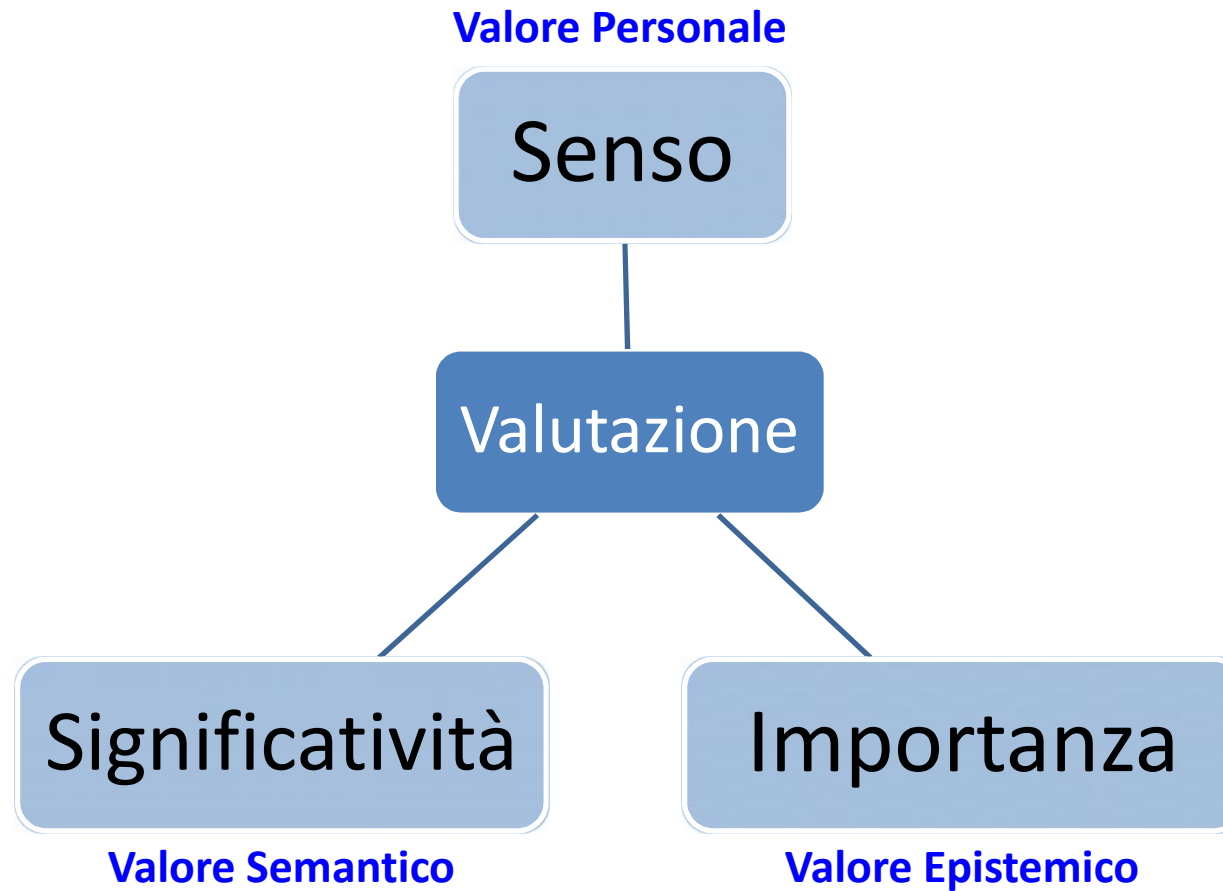 Valore Personale
Senso
Valutazione
Significatività
Importanza
Valore Semantico
Valore Epistemico